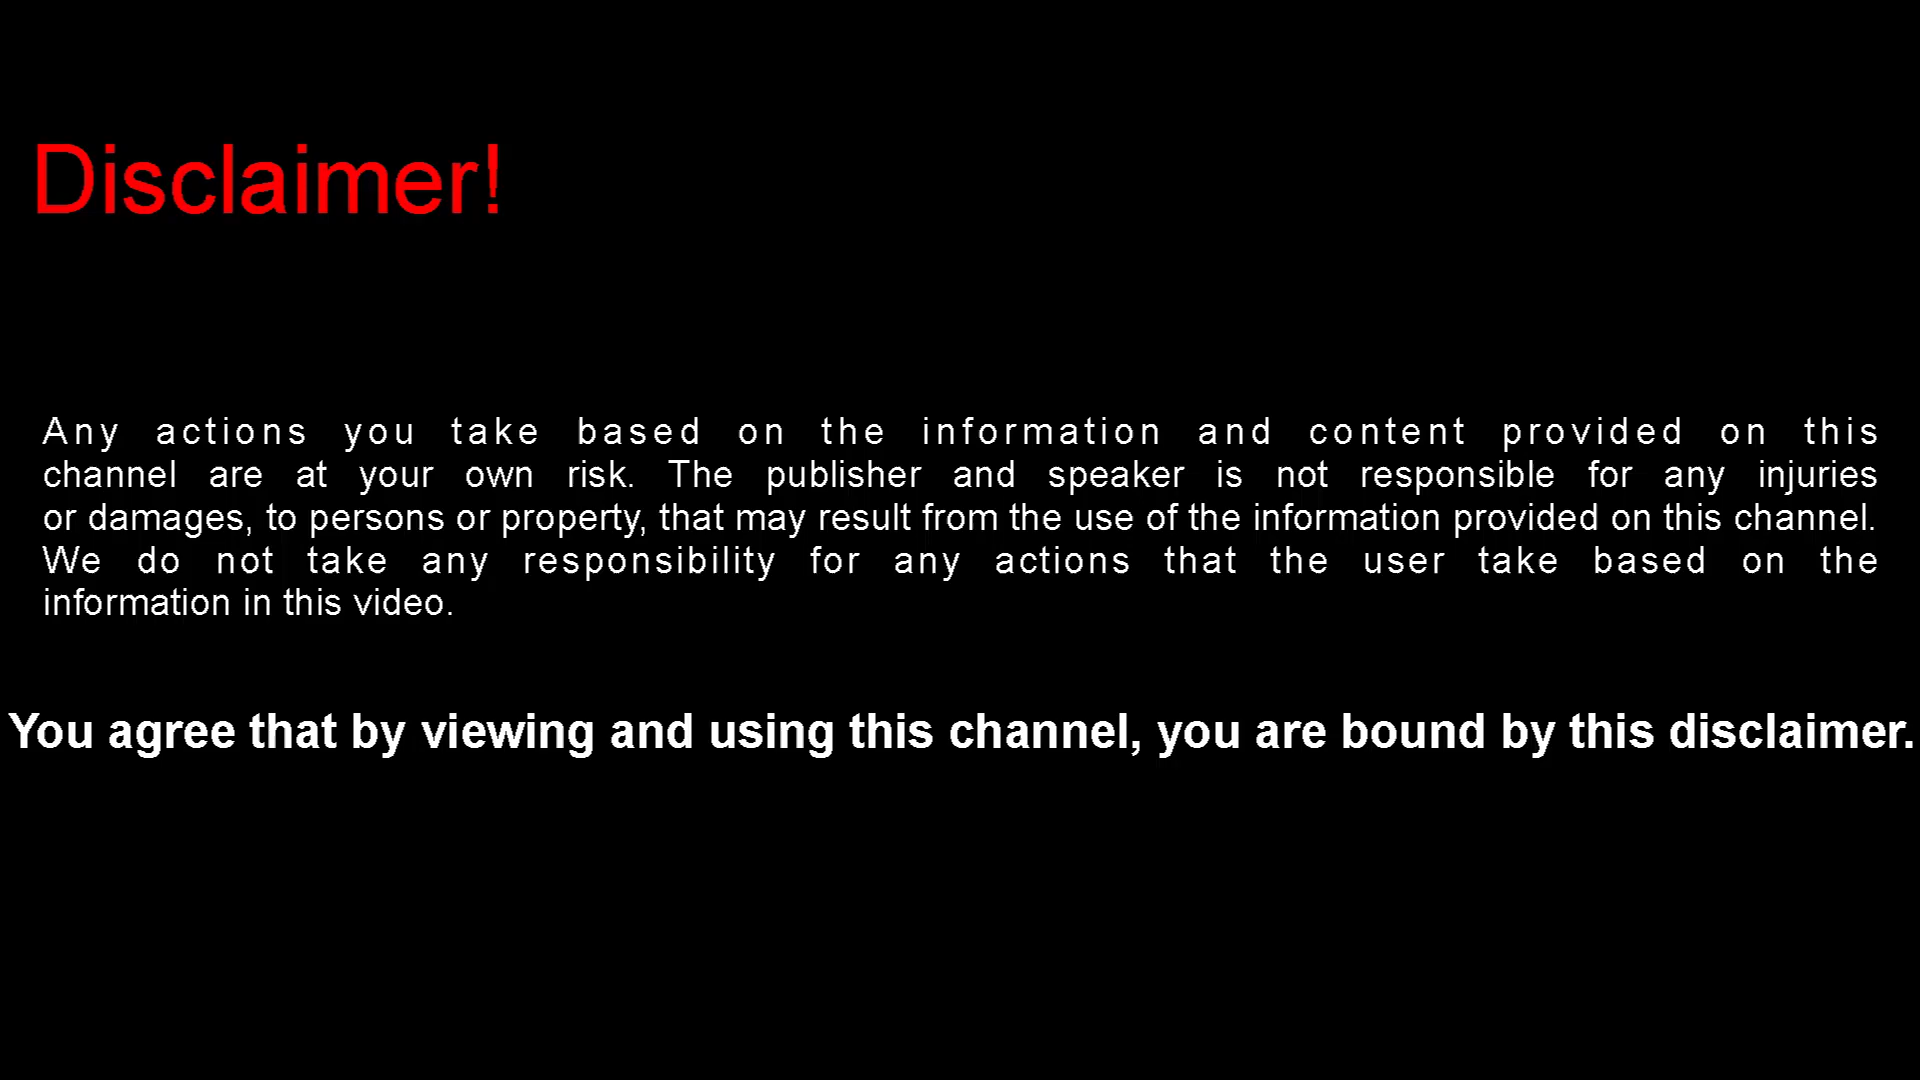 Disclaimer!
Any actions you take based on the information and content provided on this
channel are at your own risk. The publisher and speaker is not responsible for any injuries
or damages, to persons or property, that may result from the use of the information provided on this channel.
We do not take any responsibility for any actions that the user take based on the
information in this video.
You agree that by viewing and using this channel, you are bound by this disclaimer.